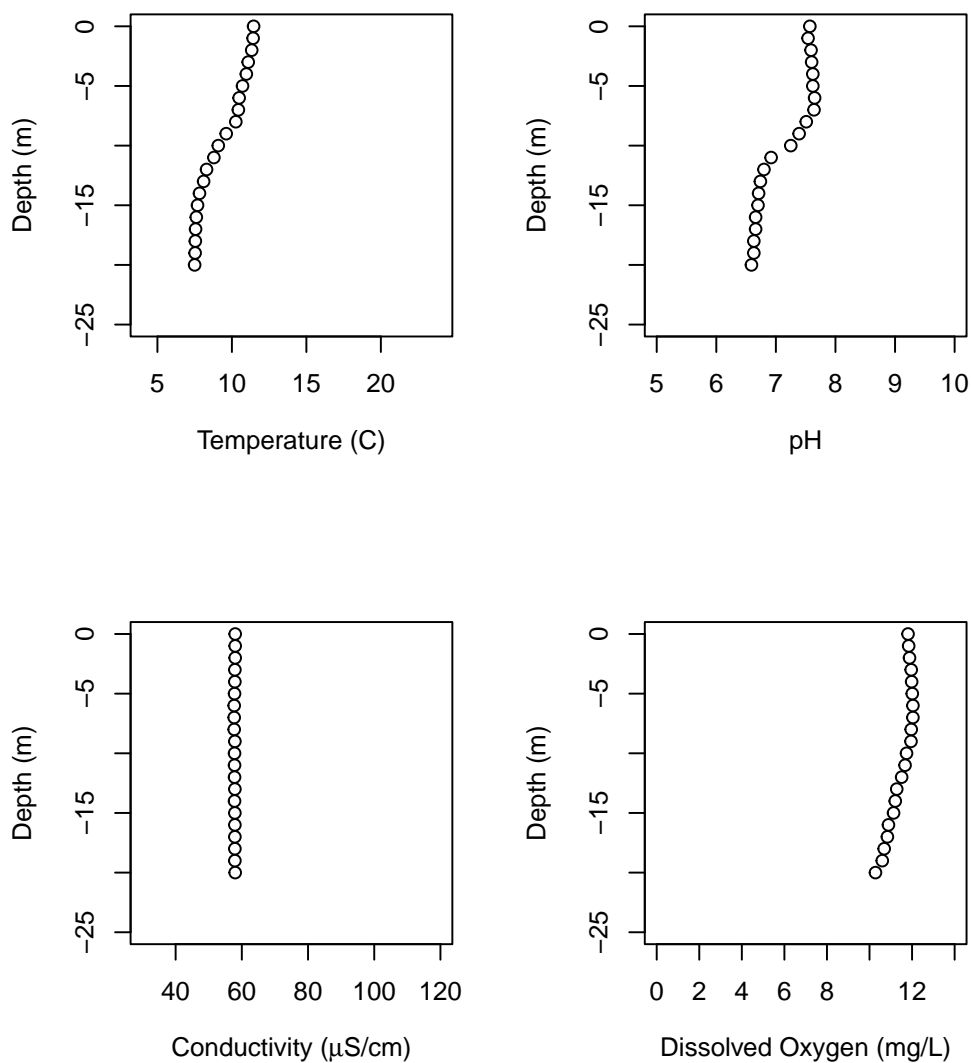 0
−5
−15
−25
Depth (m)
5 10 15 20
Temperature (C)
0
−5
−15
−25
Depth (m)
5 6 7 8 9 10
pH
0
−5
−15
−25
Depth (m)
40 60 80 100 120
Conductivity (µS/cm)
0
−5
−15
−25
Depth (m)
0 2 4 6 8 12
Dissolved Oxygen (mg/L)